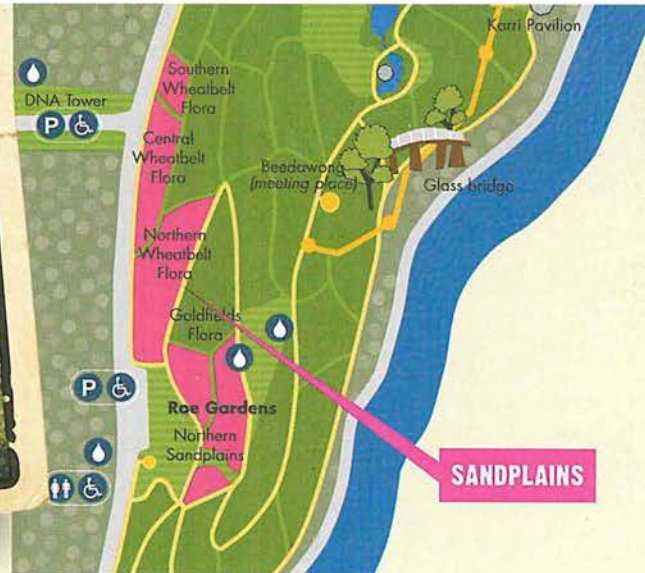 Karri Pavilion
Southern
Wheatbelt
Flora
DNA Tower
P
Central
Wheatbelt
Flora
Beedawong
(meeting place)
Glass bridge
Northern
Wheatbelt
Flora
Goldfields
Flora
P
Roe Gardens
Northern
Sandplains
SANDPLAINS